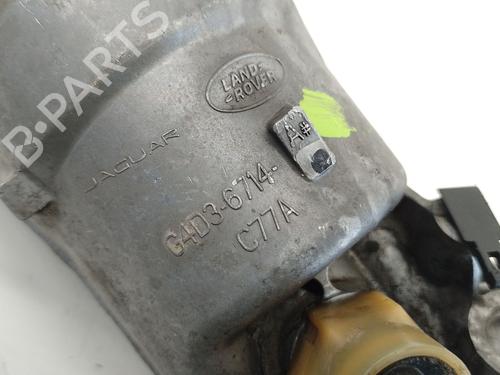 B-PARTS
LAND-
ROVER
A#
JAGUAR
G4D3-6714-
C77A